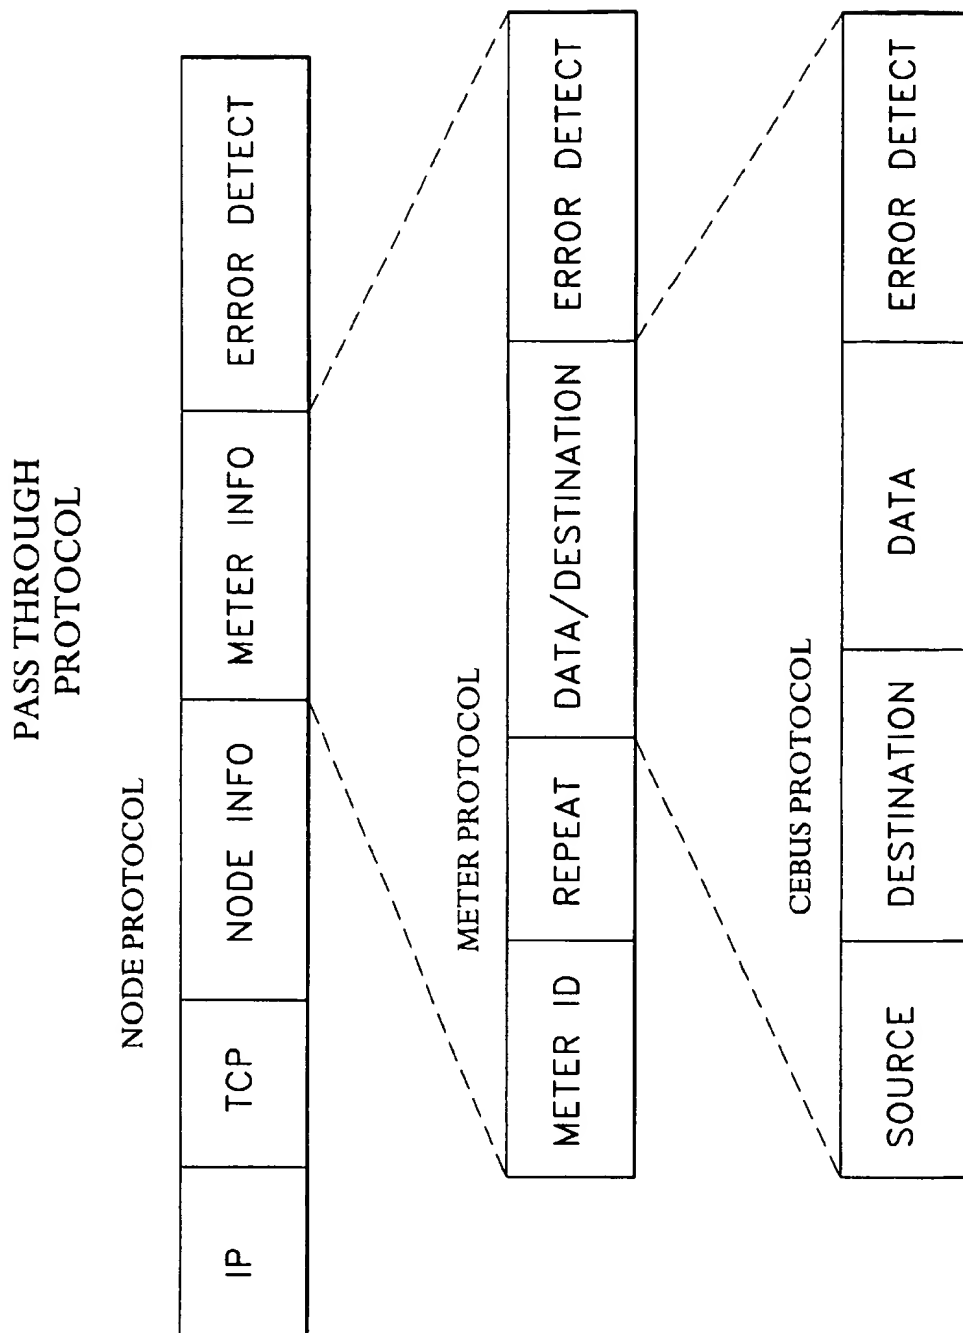 PASS THROUGH
PROTOCOL
NODE PROTOCOL
IP
TCP
NODE INFO
METER INFO
ERROR DETECT
METER PROTOCOL
METER ID
REPEAT
DATA/DESTINATION
ERROR DETECT
CEBUS PROTOCOL
SOURCE
DESTINATION
DATA
ERROR DETECT